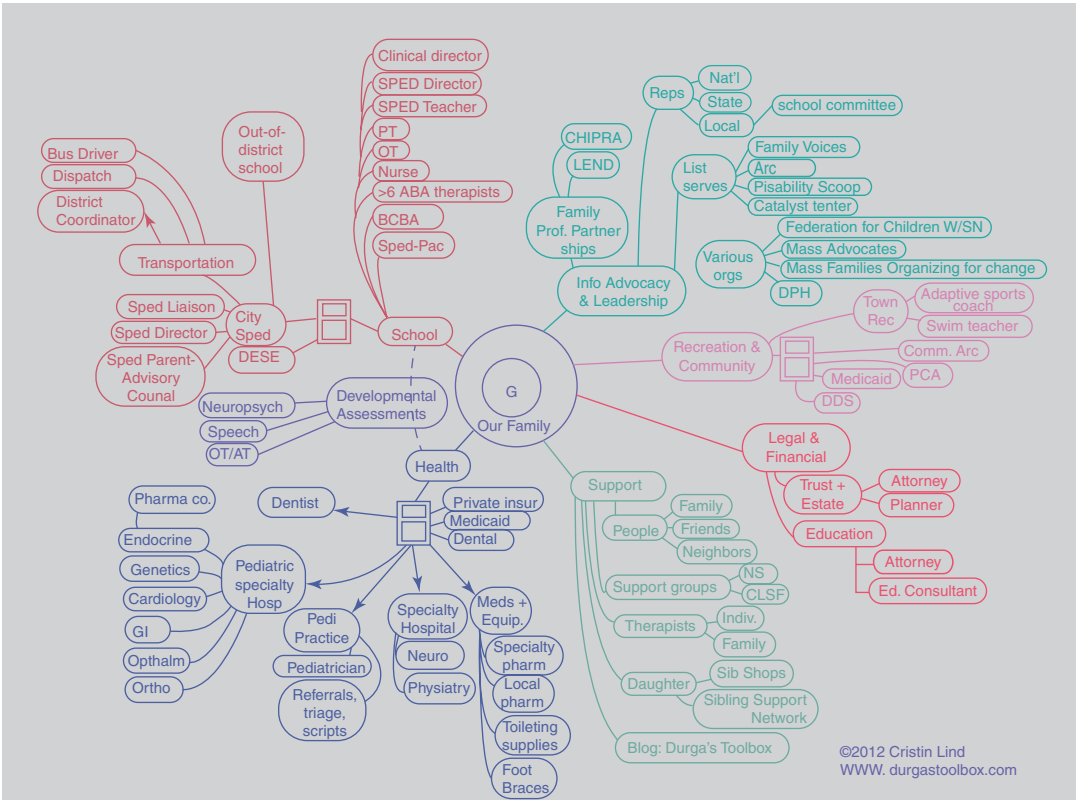 Clinical director
SPED Director
SPED Teacher
PT
OT
Nurse
>6 ABA therapists
BCBA
Sped-Pac
School
Out-of-
district
school
Bus Driver
Dispatch
District
Coordinator
Transportation
Sped Liaison
City
Sped
Sped Director
DESE
Sped Parent-
Advisory
Counal
Reps
Nat'l
State
Local
school committee
CHIPRA
LEND
Family
Prof. Partner
ships
List
serves
Family Voices
Arc
Pisability Scoop
Catalyst tenter
Various
orgs
Federation for Children W/SN
Mass Advocates
Mass Families Organizing for change
DPH
Info Advocacy
& Leadership
Town
Rec
Adaptive sports
coach
Swim teacher
Recreation &
Community
Comm. Arc
PCA
Medicaid
DDS
G
Our Family
Developmental
Assessments
Neuropsych
Speech
OT/AT
Legal &
Financial
Trust +
Estate
Attorney
Planner
Education
Attorney
Ed. Consultant
Health
Dentist
Private insur
Medicaid
Dental
Pharma co.
Endocrine
Genetics
Cardiology
GI
Opthalm
Ortho
Pediatric
specialty
Hosp
Pedi
Practice
Pediatrician
Referrals,
triage,
scripts
Specialty
Hospital
Neuro
Physiatry
Meds +
Equip.
Specialty
pharm
Local
pharm
Toileting
supplies
Foot
Braces
Support
People
Family
Friends
Neighbors
Support groups
NS
CLSF
Therapists
Indiv.
Family
Daughter
Sib Shops
Sibling Support
Network
Blog: Durga's Toolbox
©2012 Cristin Lind
WWW. durgastoolbox.com